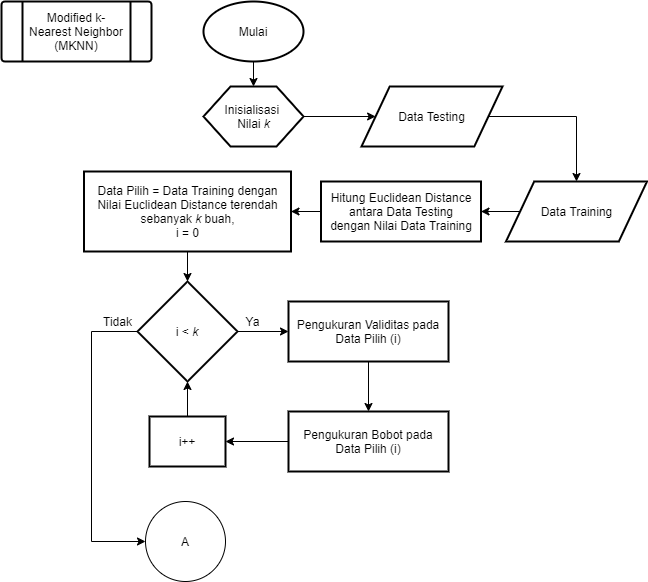 Modified k-
Nearest Neighbor
(MKNN)
Mulai
Inisialisasi
Nilai k
Data Testing
Data Pilih = Data Training dengan
Nilai Euclidean Distance terendah
sebanyak k buah,
i = 0
Hitung Euclidean Distance
antara Data Testing
dengan Nilai Data Training
Data Training
Tidak
i < k
Ya
Pengukuran Validitas pada
Data Pilih (i)
i++
Pengukuran Bobot pada
Data Pilih (i)
A